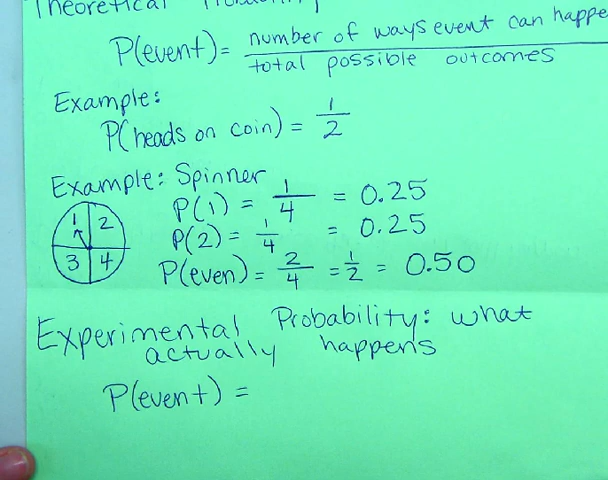 Theoretical
P(event) = number of ways event can happe
total possible outcomes
Example:
P(heads on coin) = 1/2
Example: Spinner
P(1) = 1/4 = 0.25
P(2) = 1/4 = 0.25
P(even) = 2/4 = 1/2 = 0.50
1 2
3 4
Experimental Probability: what
actually happens
P(event) =